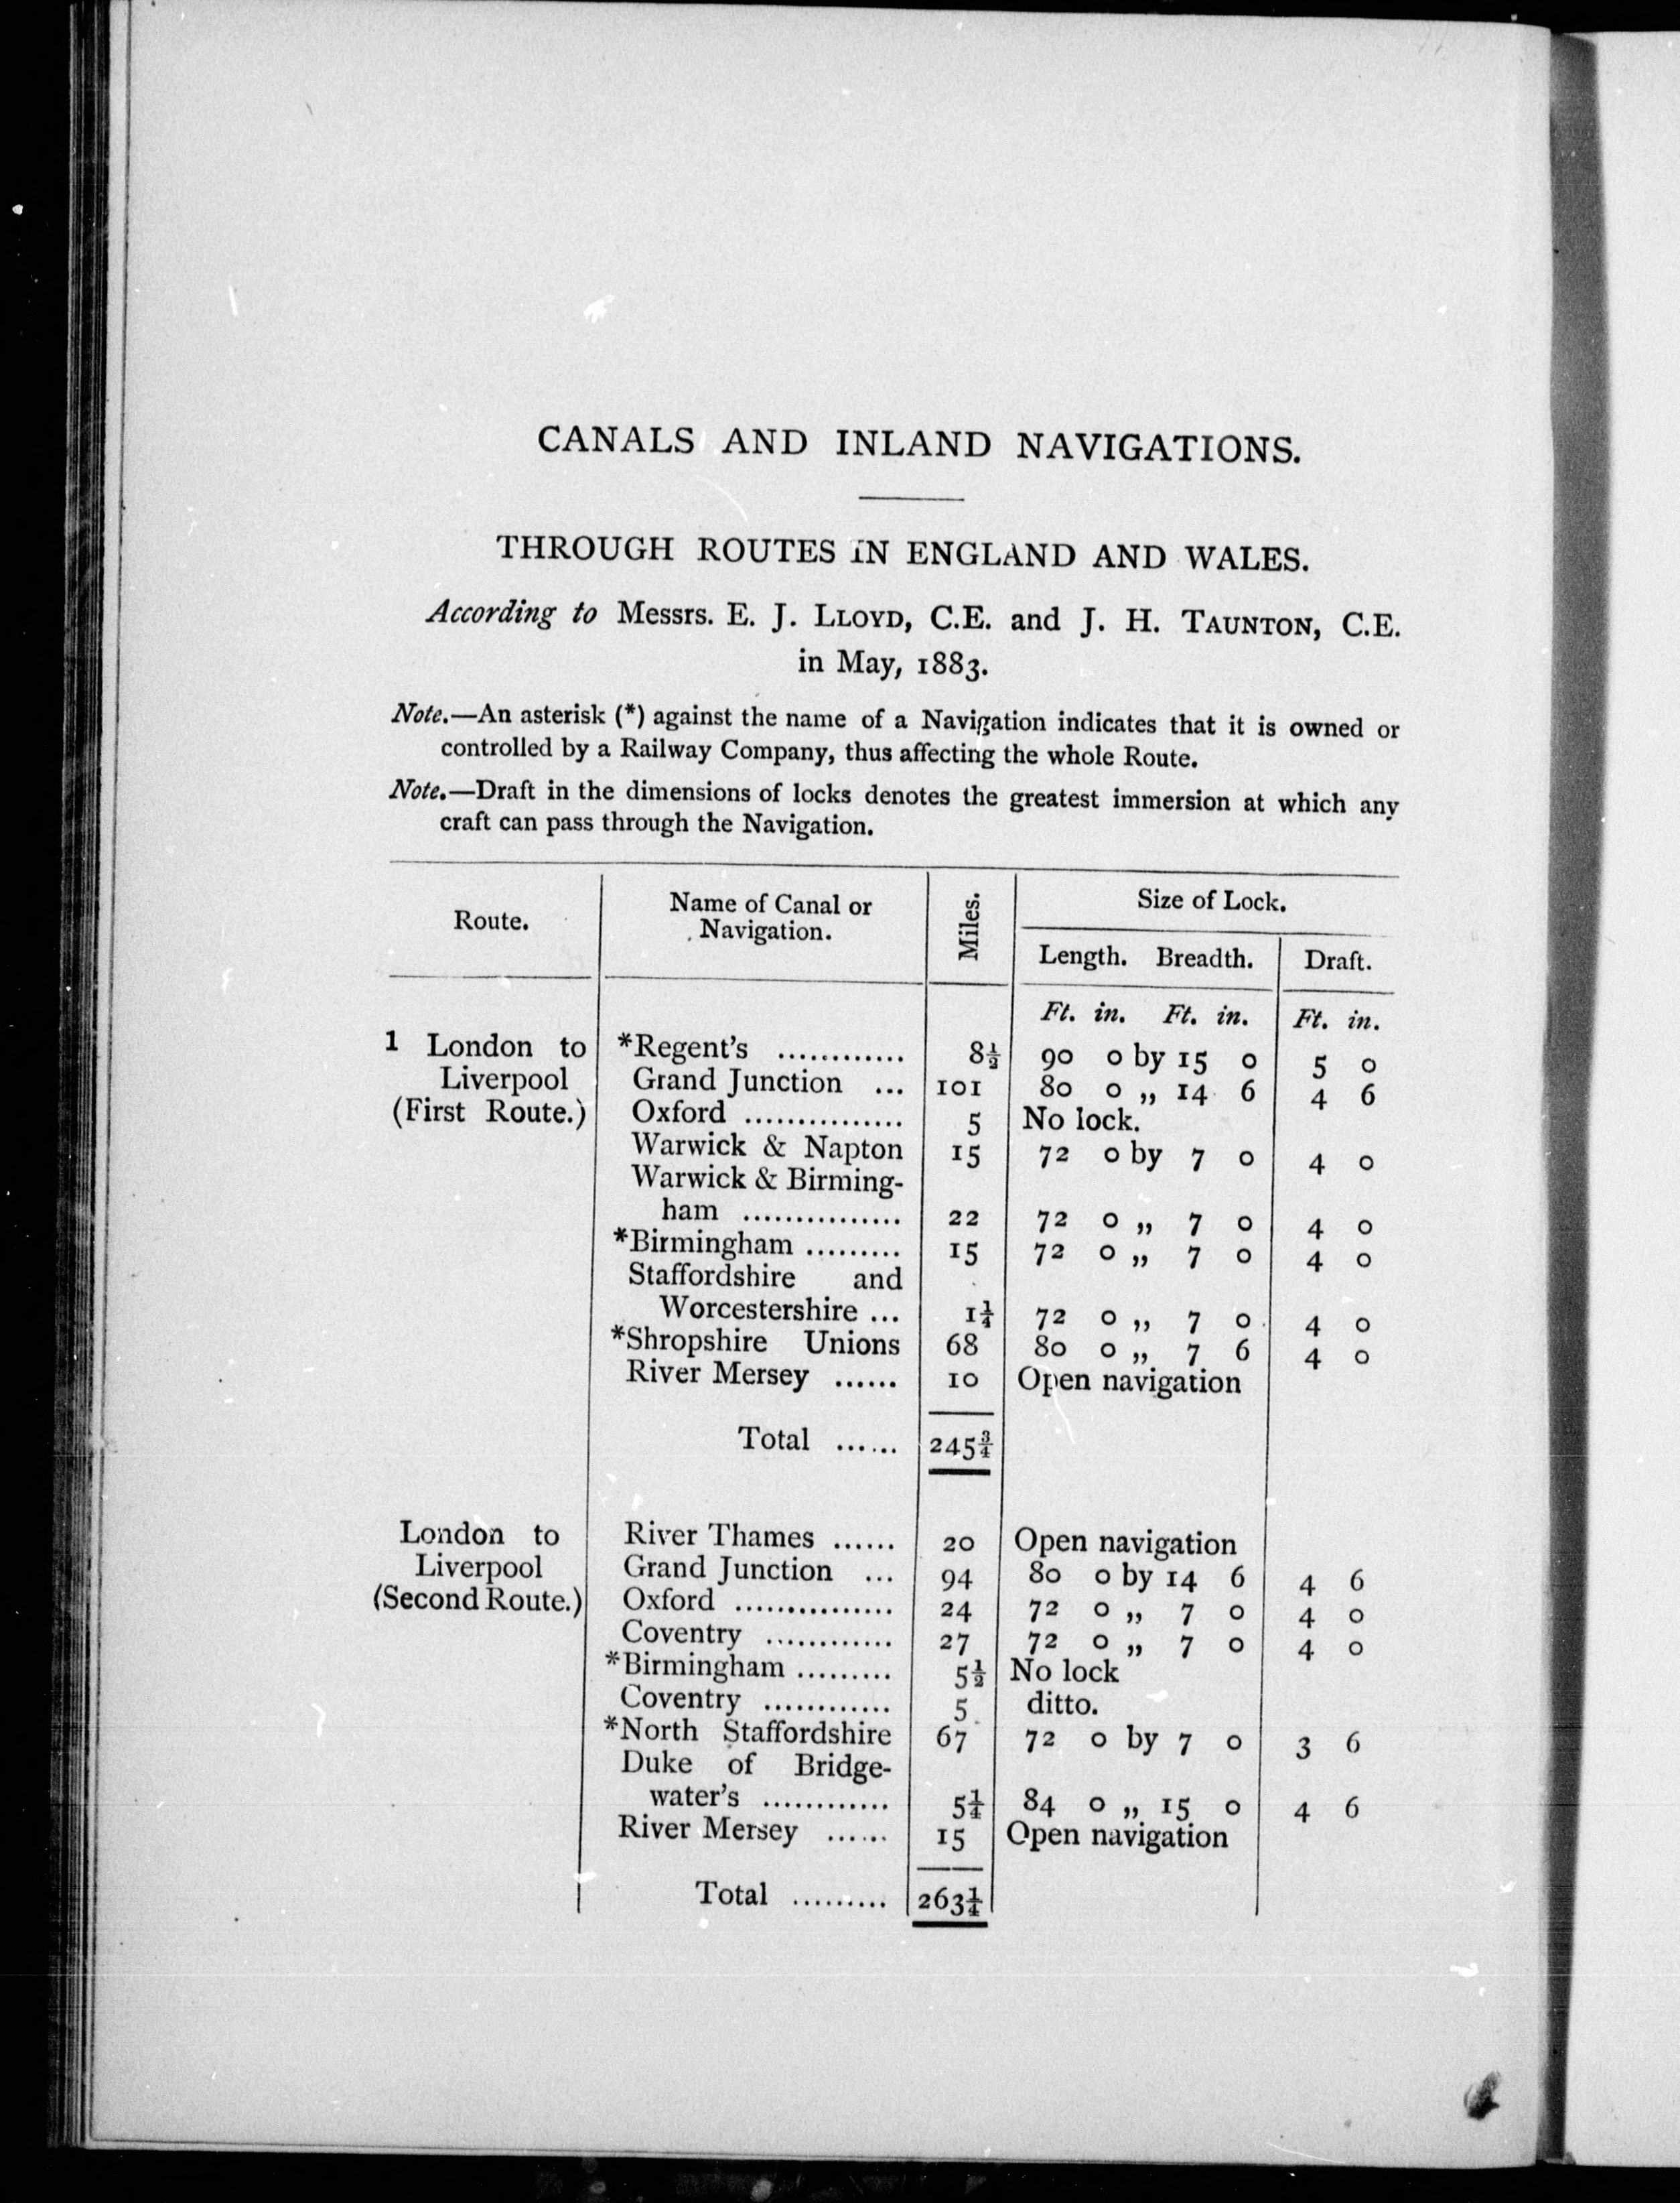 CANALS AND INLAND NAVIGATIONS.
THROUGH ROUTES IN ENGLAND AND WALES.
According to Messrs. E. J. LLOYD, C.E. and J. H. TAUNTON, C.E.
in May, 1883.
Note.—An asterisk (*) against the name of a Navigation indicates that it is owned or
controlled by a Railway Company, thus affecting the whole Route.
Note.—Draft in the dimensions of locks denotes the greatest immersion at which any
craft can pass through the Navigation.
Route. Name of Canal or Navigation. Miles. Size of Lock.
Length. Breadth. Draft.
Ft. in. Ft. in. Ft. in.
1 London to *Regent's ............ 8½ 90 0 by 15 0 5 0
Liverpool Grand Junction ... 101 80 0 ,, 14 6 4 6
(First Route.) Oxford ............... 5 No lock.
Warwick & Napton 15 72 0 by 7 0 4 0
Warwick & Birming-
ham ............... 22 72 0 ,, 7 0 4 0
*Birmingham ......... 15 72 0 ,, 7 0 4 0
Staffordshire and
Worcestershire ... 1¼ 72 0 ,, 7 0 4 0
*Shropshire Unions 68 80 0 ,, 7 6 4 0
River Mersey ...... 10 Open navigation
Total ...... 245¾
London to River Thames ...... 20 Open navigation
Liverpool Grand Junction ... 94 80 0 by 14 6 4 6
(Second Route.) Oxford ............... 24 72 0 ,, 7 0 4 0
Coventry ............ 27 72 0 ,, 7 0 4 0
*Birmingham ......... 5½ No lock
Coventry ............ 5 ditto.
*North Staffordshire 67 72 0 by 7 0 3 6
Duke of Bridge-
water's ............ 5¼ 84 0 ,, 15 0 4 6
River Mersey ...... 15 Open navigation
Total ......... 263¼